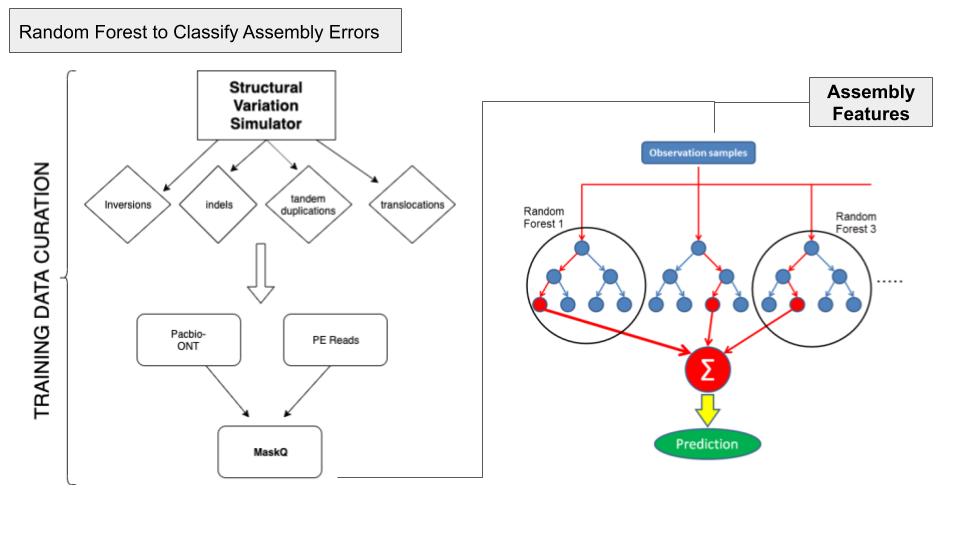 Random Forest to Classify Assembly Errors
TRAINING DATA CURATION
Structural
Variation
Simulator
Inversions
indels
tandem
duplications
translocations
Pacbio-
ONT
PE Reads
MaskQ
Assembly
Features
Observation samples
Random
Forest 1
Random
Forest 3
.....
Σ
Prediction